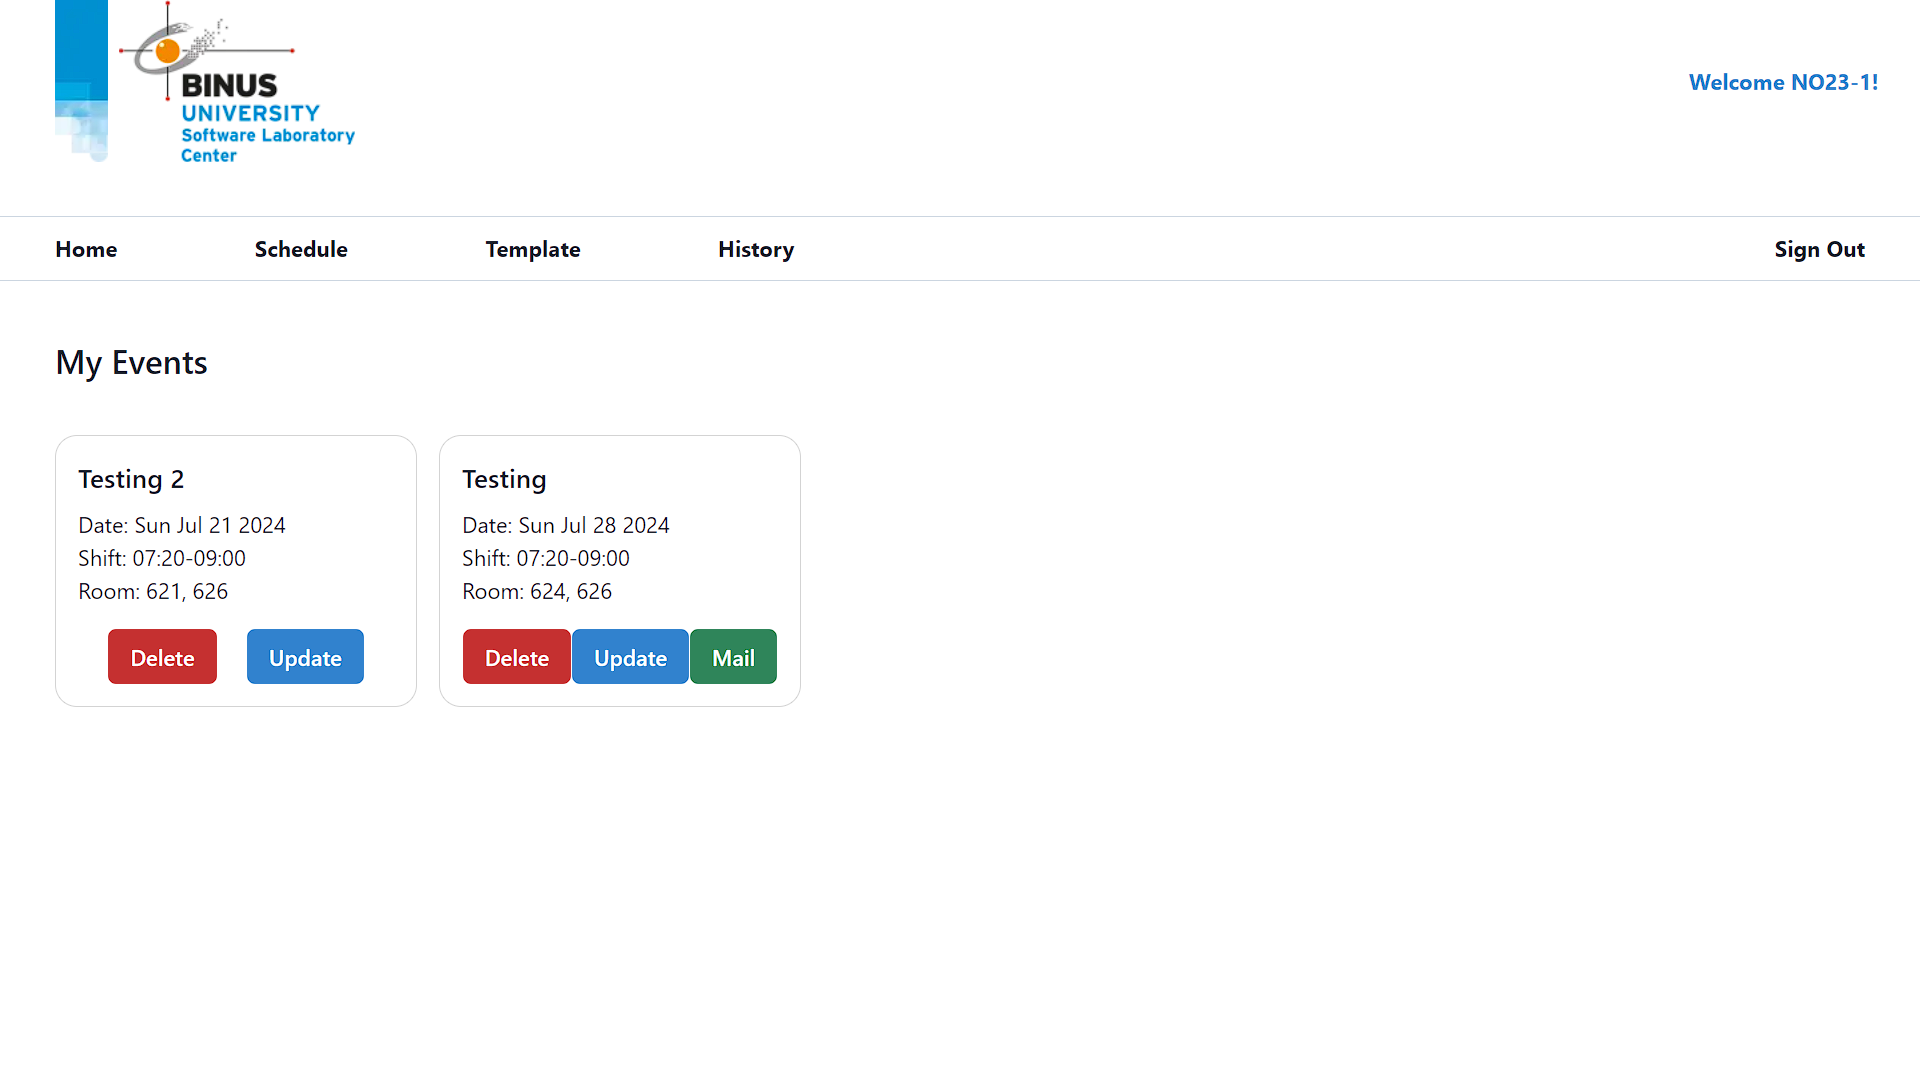 BINUS
UNIVERSITY
Software Laboratory
Center
Welcome NO23-1!
Home Schedule Template History Sign Out
My Events
Testing 2
Date: Sun Jul 21 2024
Shift: 07:20-09:00
Room: 621, 626
Delete Update
Testing
Date: Sun Jul 28 2024
Shift: 07:20-09:00
Room: 624, 626
Delete Update Mail